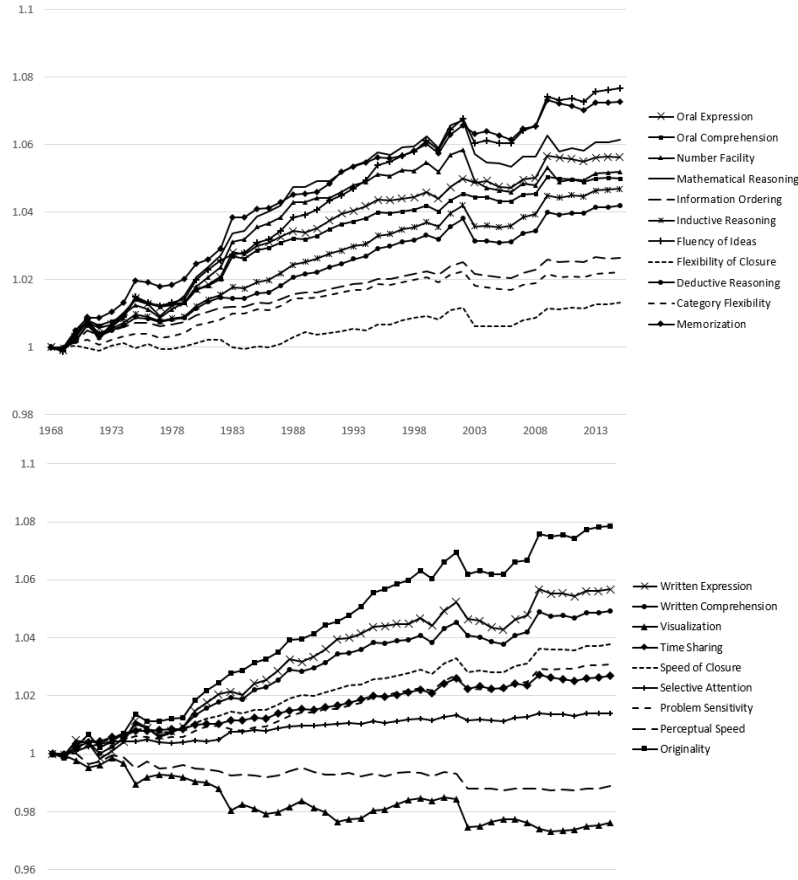 1.1
1.08
1.06
1.04
1.02
1
0.98
1968 1973 1978 1983 1988 1993 1998 2003 2008 2013
Oral Expression
Oral Comprehension
Number Facility
Mathematical Reasoning
Information Ordering
Inductive Reasoning
Fluency of Ideas
Flexibility of Closure
Deductive Reasoning
Category Flexibility
Memorization
1.1
1.08
1.06
1.04
1.02
1
0.98
0.96
Written Expression
Written Comprehension
Visualization
Time Sharing
Speed of Closure
Selective Attention
Problem Sensitivity
Perceptual Speed
Originality